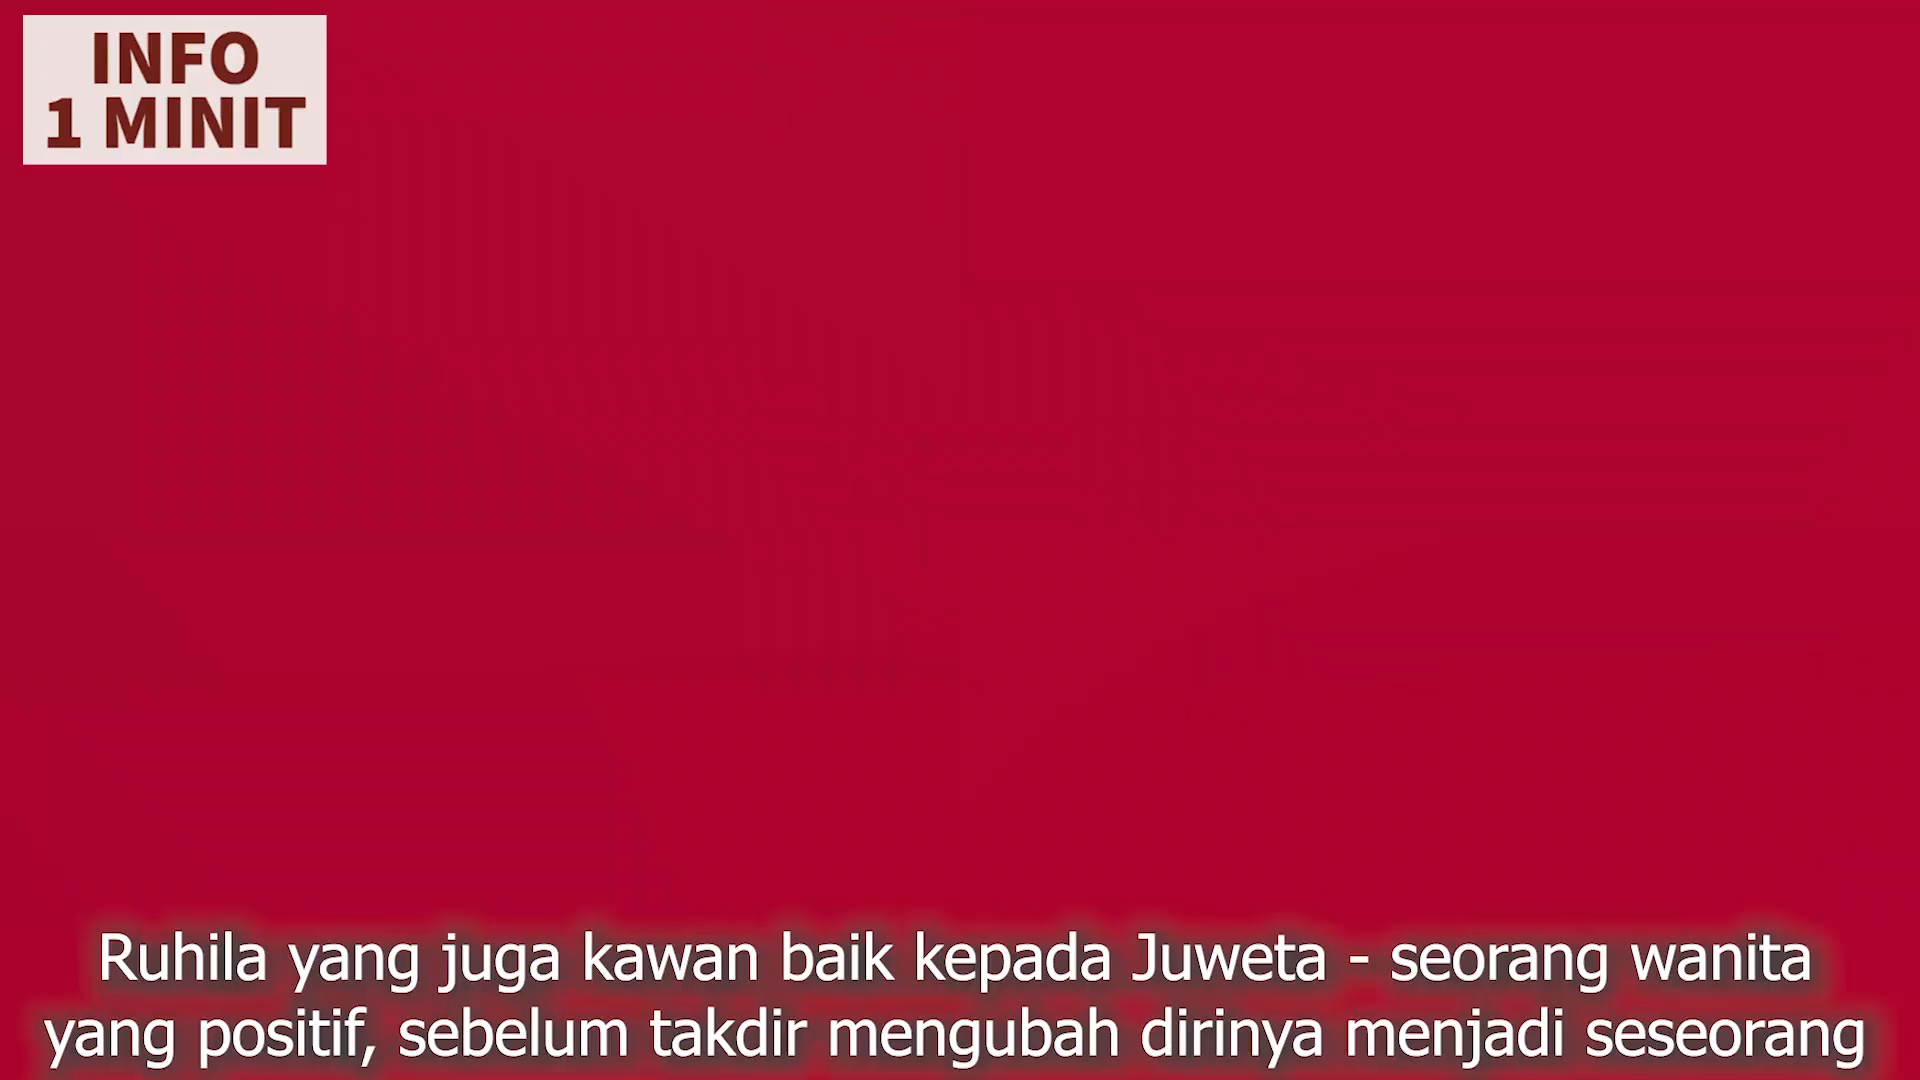 INFO
1 MINIT
Ruhila yang juga kawan baik kepada Juweta - seorang wanita
yang positif, sebelum takdir mengubah dirinya menjadi seseorang